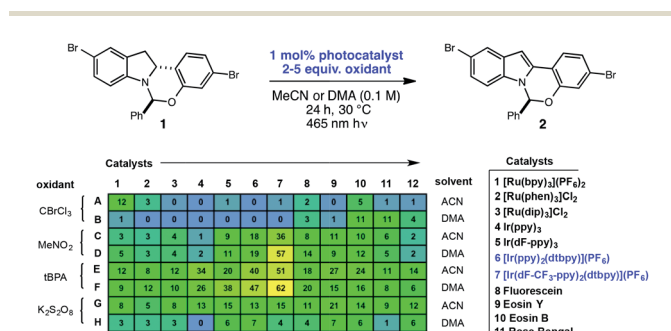 1 mol% photocatalyst
2-5 equiv. oxidant
MeCN or DMA (0.1 M)
24 h, 30 °C
465 nm hν
Br
N
O
Br
Ph
1
Br
N
O
Br
Ph
2
Catalysts
oxidant 1 2 3 4 5 6 7 8 9 10 11 12 solvent
CBrCl3 A 12 3 0 0 1 0 1 2 0 5 1 1 ACN
B 1 0 0 0 0 0 0 3 1 11 11 4 DMA
MeNO2 C 3 3 4 1 9 18 36 8 11 10 6 2 ACN
D 5 3 4 2 11 19 57 14 9 12 5 2 DMA
tBPA E 12 8 12 34 20 40 51 18 27 24 11 14 ACN
F 9 12 10 26 38 47 62 20 15 16 8 6 DMA
K2S2O8 G 8 5 8 13 15 13 15 11 21 14 9 12 ACN
H 3 3 3 0 6 7 4 4 7 6 1 6 DMA
Catalysts
1 [Ru(bpy)3](PF6)2
2 [Ru(phen)3]Cl2
3 [Ru(dip)3]Cl2
4 Ir(ppy)3
5 Ir(dF-ppy)3
6 [Ir(ppy)2(dtbpy)](PF6)
7 [Ir(dF-CF3-ppy)2(dtbpy)](PF6)
8 Fluorescein
9 Eosin Y
10 Eosin B
11 Rose Bengal